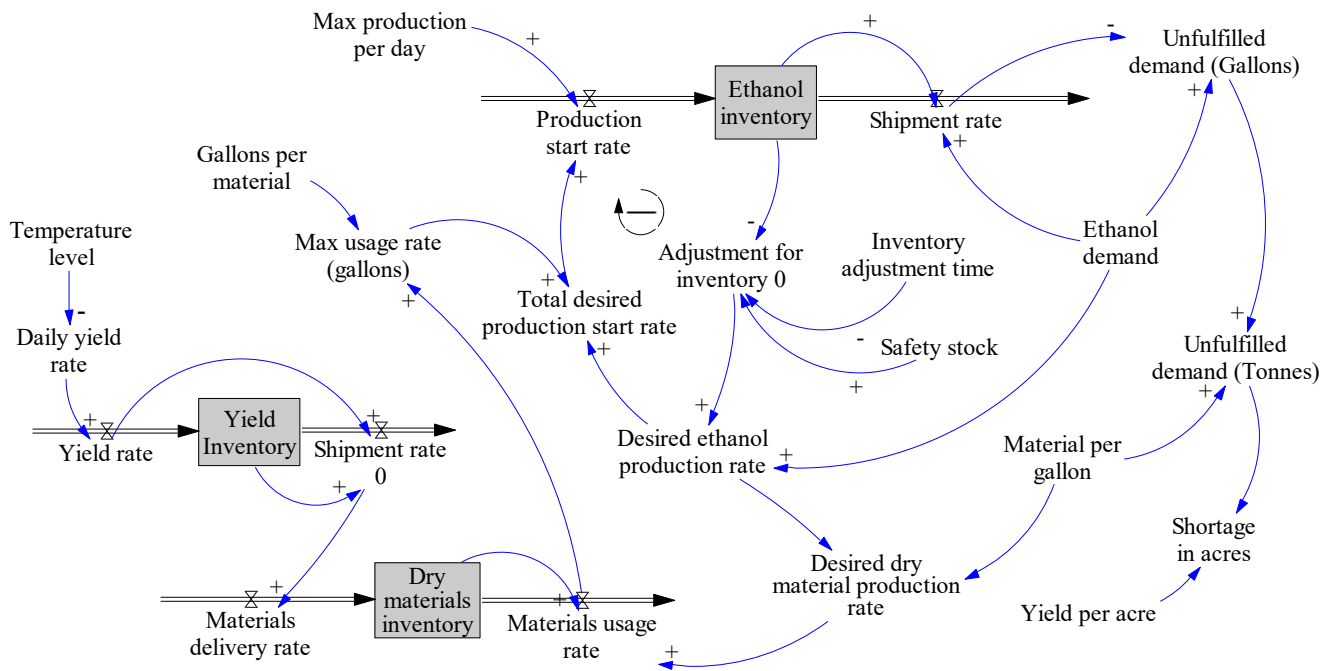 Max production
per day
Ethanol
inventory
Unfulfilled
demand (Gallons)
Production
start rate
Shipment rate
Gallons per
material
Temperature
level
Max usage rate
(gallons)
Adjustment for
inventory 0
Inventory
adjustment time
Ethanol
demand
Total desired
production start rate
Daily yield
rate
Safety stock
Unfulfilled
demand (Tonnes)
Yield
Inventory
Yield rate
Shipment rate
0
Desired ethanol
production rate
Material per
gallon
Shortage
in acres
Dry
materials
inventory
Desired dry
material production
rate
Materials
delivery rate
Materials usage
rate
Yield per acre